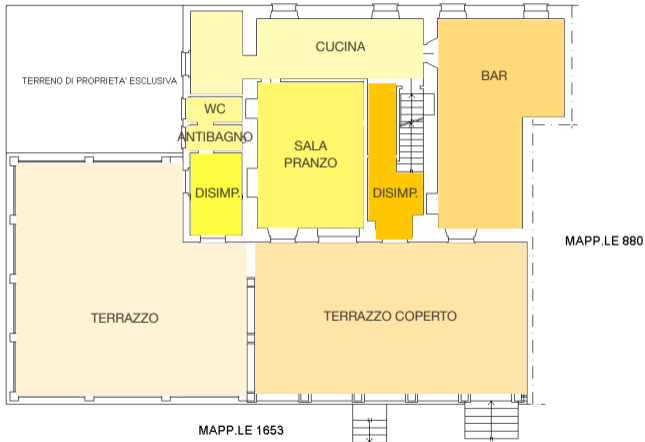 CUCINA
BAR
TERRENO DI PROPRIETA' ESCLUSIVA
WC
ANTIBAGNO
SALA
PRANZO
DISIMP.
DISIMP.
MAPP.LE 880
TERRAZZO
TERRAZZO COPERTO
MAPP.LE 1653